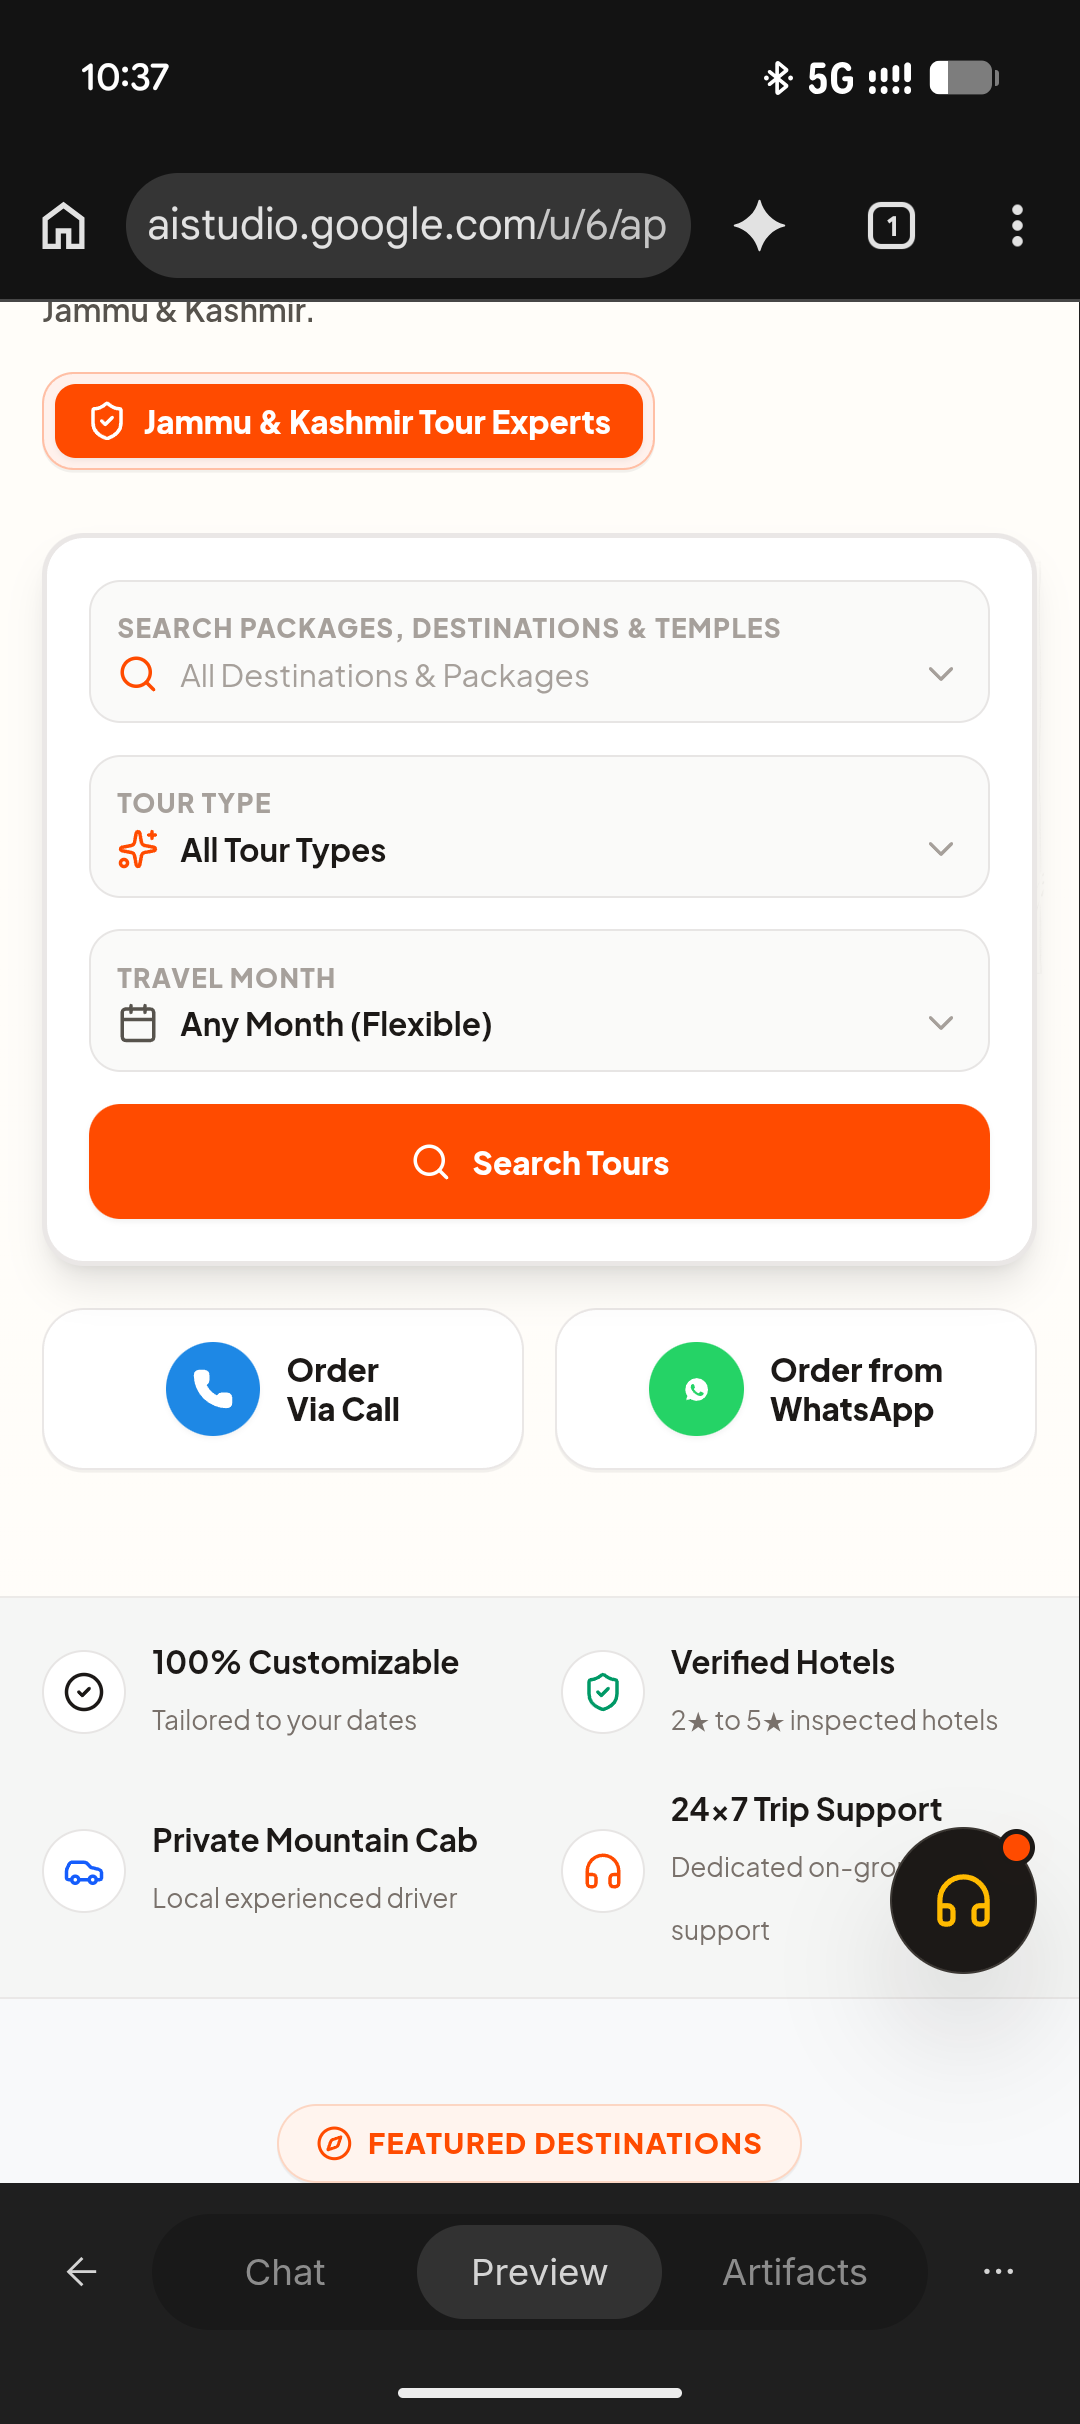 10:37
5G
aistudio.google.com/u/6/ap
1
Jammu & Kashmir.
Jammu & Kashmir Tour Experts
SEARCH PACKAGES, DESTINATIONS & TEMPLES
All Destinations & Packages
TOUR TYPE
All Tour Types
TRAVEL MONTH
Any Month (Flexible)
Search Tours
Order
Via Call
Order from
WhatsApp
100% Customizable
Tailored to your dates
Verified Hotels
2★ to 5★ inspected hotels
Private Mountain Cab
Local experienced driver
24×7 Trip Support
Dedicated
support
FEATURED DESTINATIONS
Chat
Preview
Artifacts